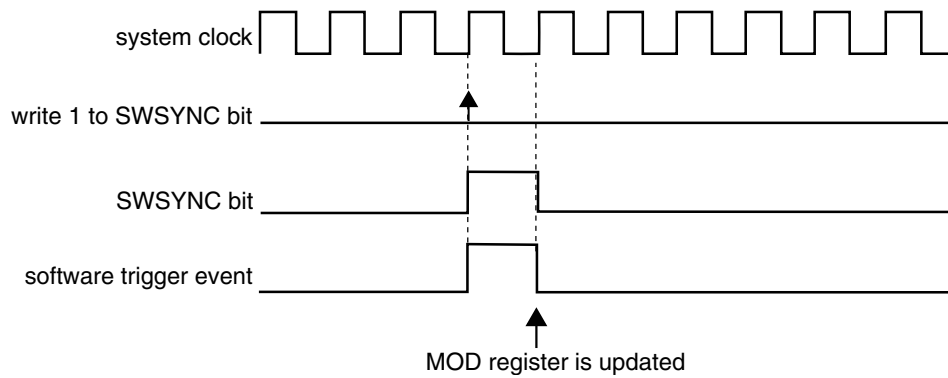 system clock
write 1 to SWSYNC bit
SWSYNC bit
software trigger event
MOD register is updated